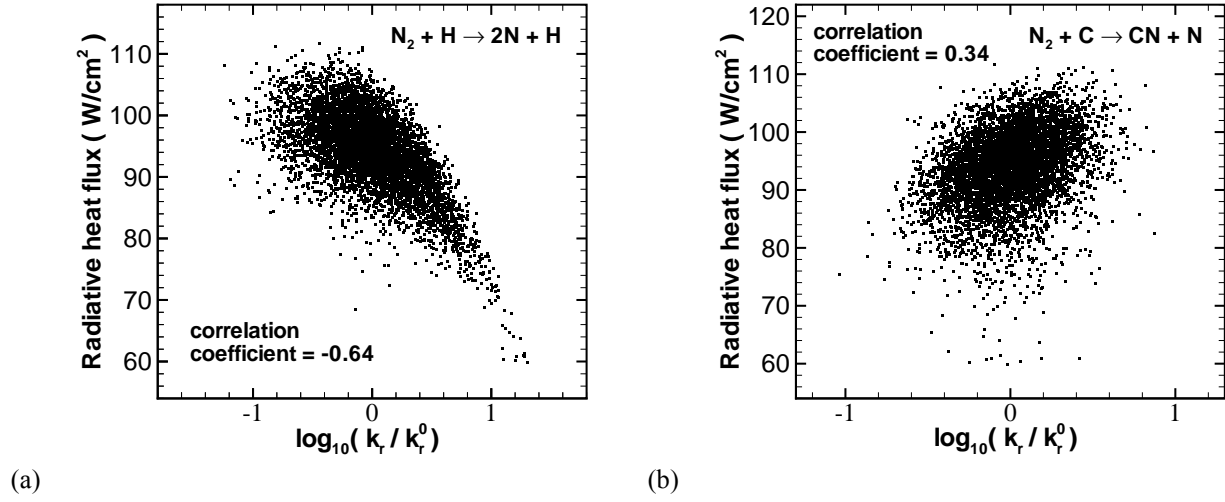 N₂ + H → 2N + H
110
100
90
80
70
60
Radiative heat flux ( W/cm² )
correlation
coefficient = -0.64
-1
0
1
log₁₀( kᵣ / kᵣ⁰ )
(a)
correlation
coefficient = 0.34
N₂ + C → CN + N
120
110
100
90
80
70
60
Radiative heat flux ( W/cm² )
-1
0
1
log₁₀( kᵣ / kᵣ⁰ )
(b)